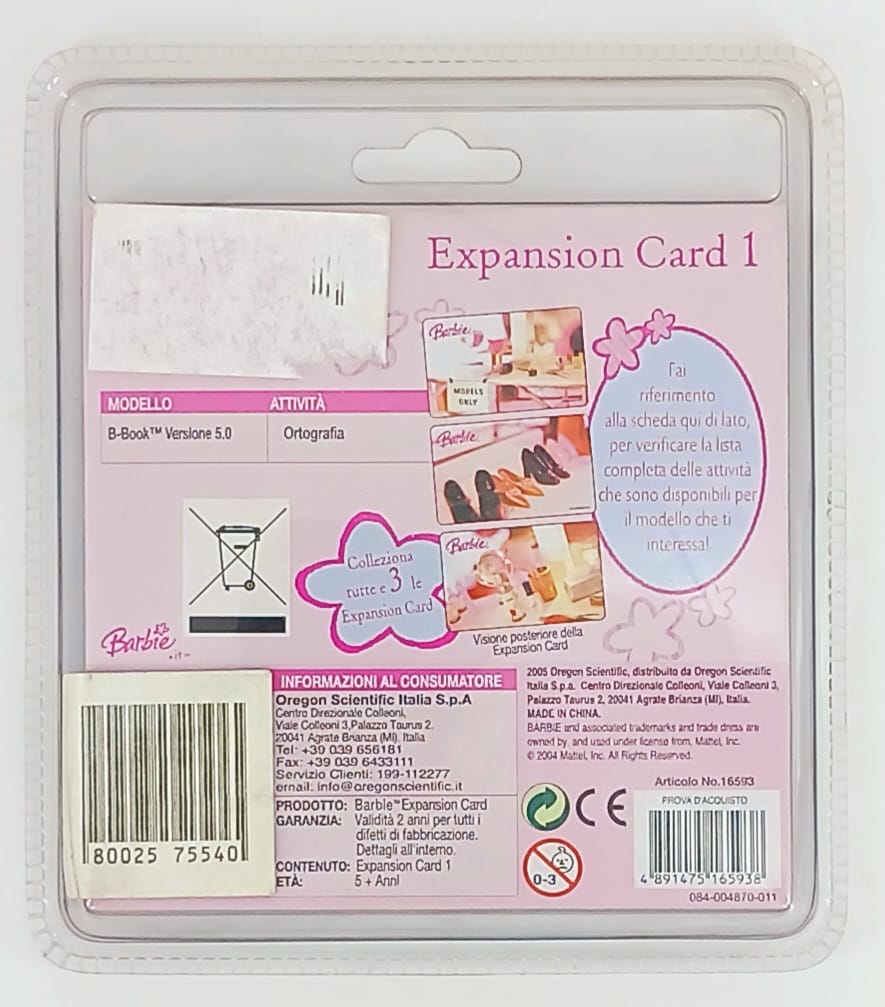 Expansion Card 1
Barbie
MODELS
ONLY
MODELLO ATTIVITÀ
B-Book™ Versione 5.0 Ortografia
Barbie
Fai
riferimento
alla scheda qui di lato,
per verificare la lista
completa delle attività
che sono disponibili per
il modello che ti
interessa!
Colleziona
tutte e 3 le
Expansion Card
Barbie
Visione posteriore della
Expansion Card
Barbie
.it™
80025 75540
INFORMAZIONI AL CONSUMATORE
Oregon Scientific Italia S.p.A
Centro Direzionale Colleoni,
Viale Colleoni 3,Palazzo Taurus 2,
20041 Agrate Brianza (MI), Italia
Tel: +39 039 656181
Fax: +39 039 6433111
Servizio Clienti: 199-112277
email: info@oregonscientific.it
PRODOTTO: Barbie™ Expansion Card
GARANZIA: Validità 2 anni per tutti i
difetti di fabbricazione.
Dettagli all'interno.
CONTENUTO: Expansion Card 1
ETÀ: 5 + Anni
2005 Oregon Scientific, distribuito da Oregon Scientific
Italia S.p.a. Centro Direzionale Colleoni, Viale Colleoni 3,
Palazzo Taurus 2, 20041 Agrate Brianza (MI), Italia.
MADE IN CHINA.
BARBIE and associated trademarks and trade dress are
owned by, and used under license from, Mattel, Inc.
© 2004 Mattel, Inc. All Rights Reserved.
Articolo No.16593
CE
PROVA D'ACQUISTO
0-3
4 891475 165938
084-004870-011